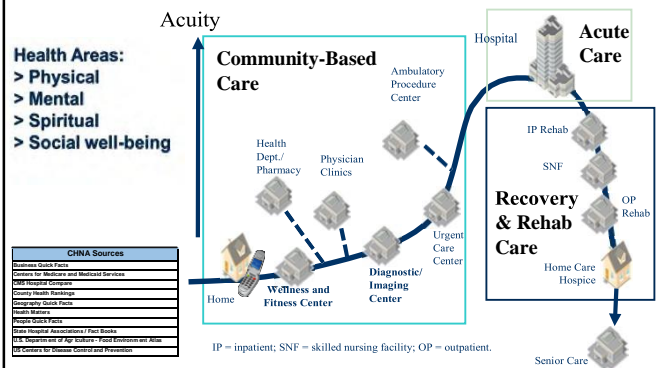 Acuity
Health Areas:
> Physical
> Mental
> Spiritual
> Social well-being
Community-Based
Care
Ambulatory
Procedure
Center
Health
Dept./
Pharmacy
Physician
Clinics
Urgent
Care
Center
Home
Wellness and
Fitness Center
Diagnostic/
Imaging
Center
Hospital
Acute
Care
IP Rehab
SNF
OP
Rehab
Recovery
& Rehab
Care
Home Care
Hospice
Senior Care
CHNA Sources
Business Quick Facts
Centers for Medicare and Medicaid Services
CMS Hospital Compare
County Health Rankings
Geography Quick Facts
Health Matters
People Quick Facts
State Hospital Associations / Fact Books
U.S. Department of Agriculture - Food Environment Atlas
US Centers for Disease Control and Prevention
IP = inpatient; SNF = skilled nursing facility; OP = outpatient.